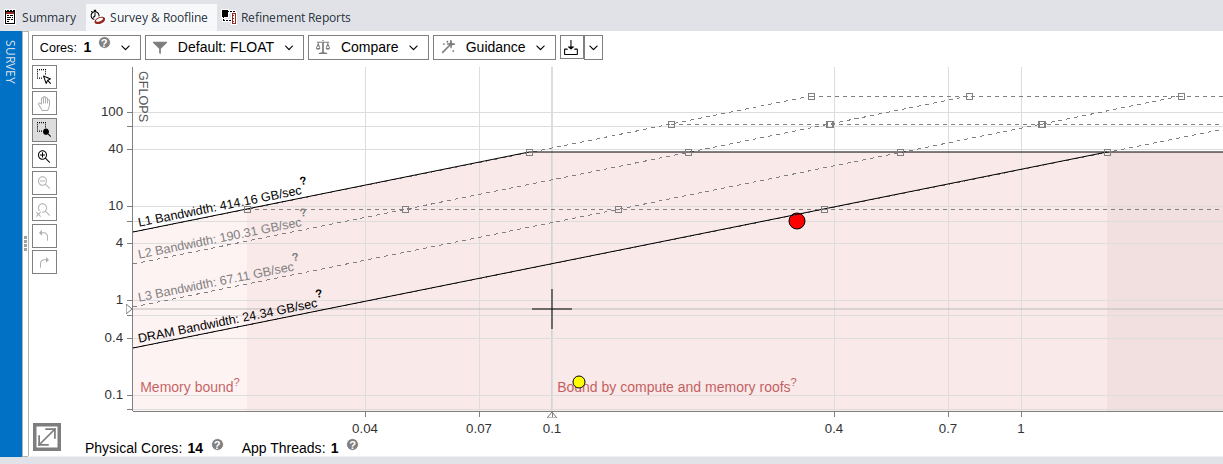 Summary
Survey & Roofline
Refinement Reports
SURVEY
Cores: 1 ?
Default: FLOAT
Compare
Guidance
GFLOPS
100
40
10
4
1
0.4
0.1
L1 Bandwidth: 414.16 GB/sec?
L2 Bandwidth: 190.31 GB/sec?
L3 Bandwidth: 67.11 GB/sec?
DRAM Bandwidth: 24.34 GB/sec?
Memory bound?
Bound by compute and memory roofs?
0.04
0.07
0.1
0.4
0.7
1
Physical Cores: 14 ?
App Threads: 1 ?